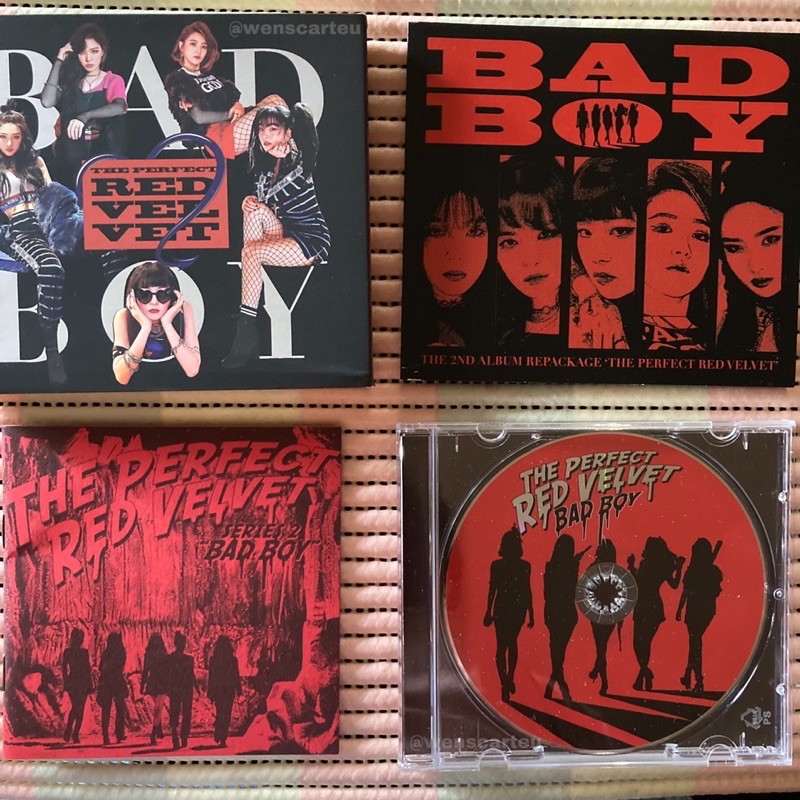 @wenscarteu
BAD
THE PERFECT
RED
VEL
VET
BOY
BAD
BOY
THE 2ND ALBUM REPACKAGE 'THE PERFECT RED VELVET'
THE PERFECT
RED VELVET
SERIES 2
"BAD BOY"
THE PERFECT
RED VELVET
BAD BOY
PS
@wenscarteu